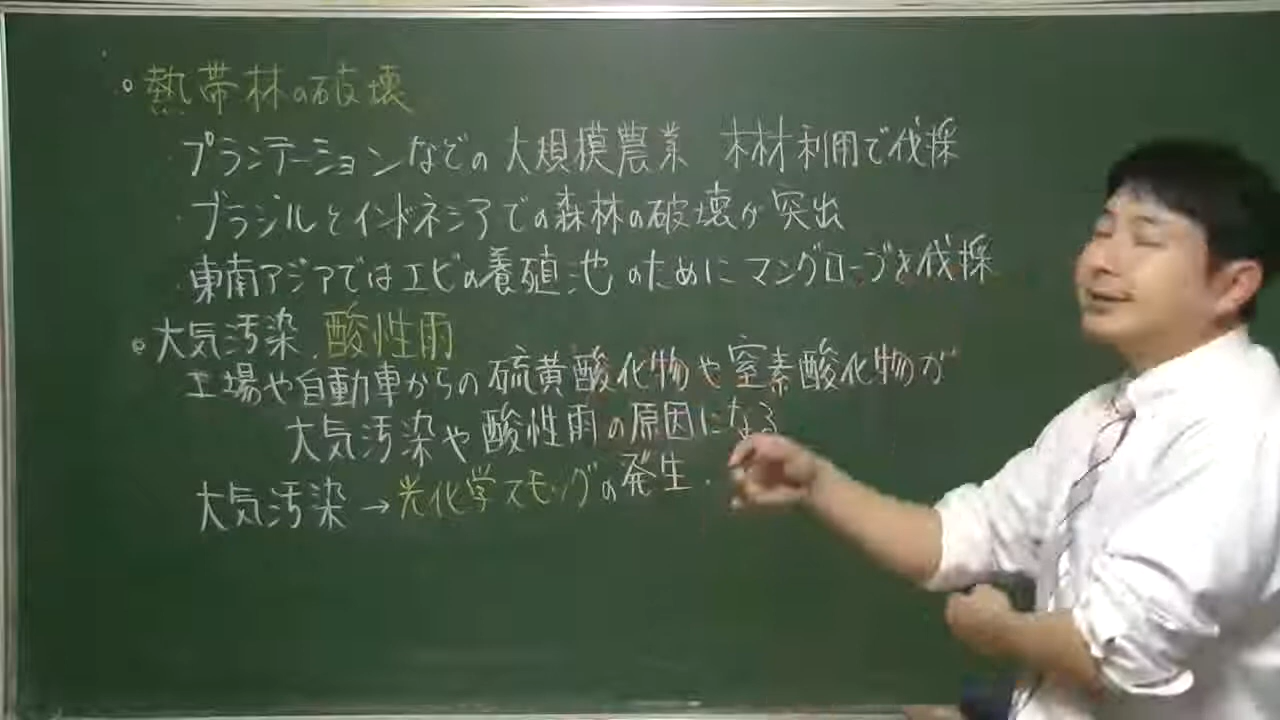 。熱帯林の破壊
プランテーションなどの大規模農業 木材利用で伐採
ブラジルとインドネシアでの森林の破壊が突出
東南アジアではエビの養殖池のためにマングローブを伐採
◎大気汚染.酸性雨
工場や自動車からの硫黄酸化物や窒素酸化物が
大気汚染や酸性雨の原因になる
大気汚染→光化学スモッグの発生.